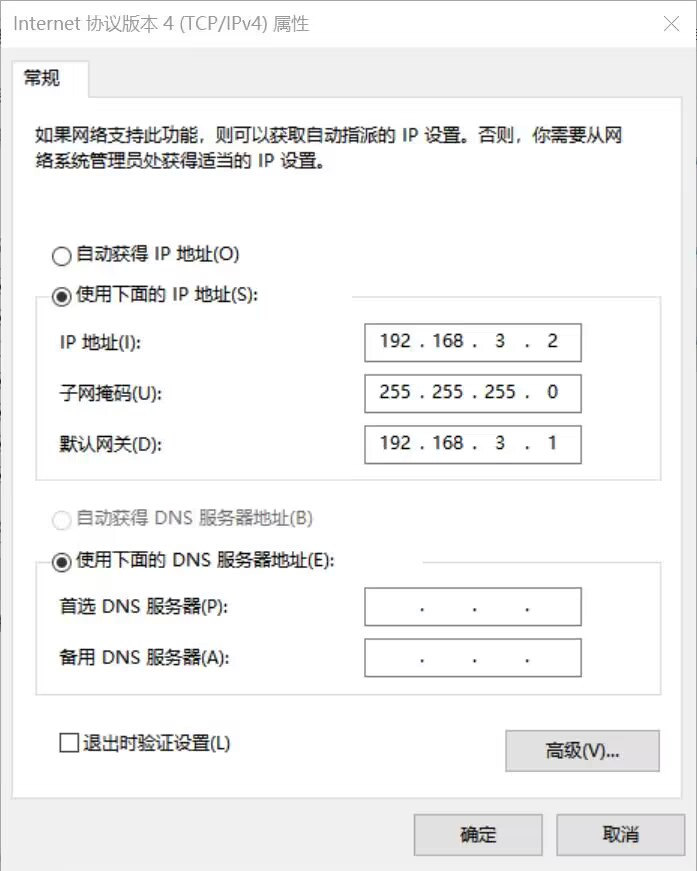 Internet 协议版本 4 (TCP/IPv4) 属性
常规
如果网络支持此功能，则可以获取自动指派的 IP 设置。否则，你需要从网
络系统管理员处获得适当的 IP 设置。
自动获得 IP 地址(O)
使用下面的 IP 地址(S):
IP 地址(I): 192 . 168 . 3 . 2
子网掩码(U): 255 . 255 . 255 . 0
默认网关(D): 192 . 168 . 3 . 1
自动获得 DNS 服务器地址(B)
使用下面的 DNS 服务器地址(E):
首选 DNS 服务器(P): . . .
备用 DNS 服务器(A): . . .
退出时验证设置(L)
高级(V)...
确定 取消